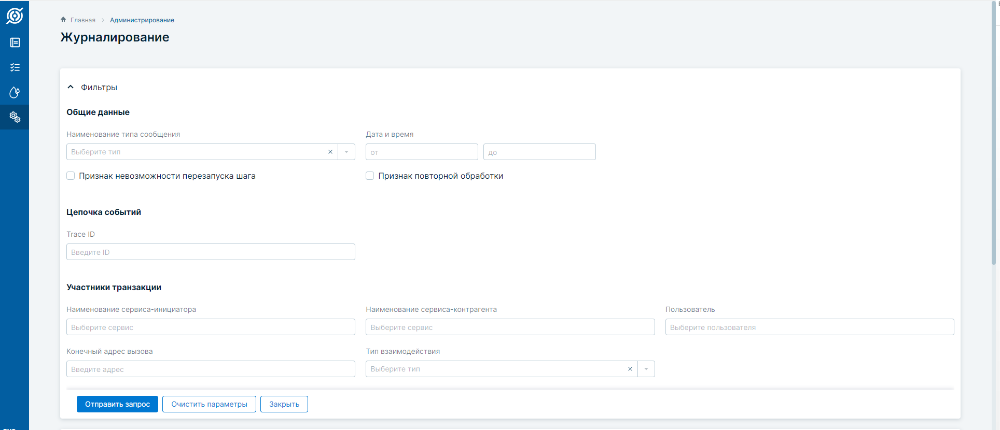 Главная Администрирование
Журналирование
Фильтры
Общие данные
Наименование типа сообщения Дата и время
Выберите тип от до
Признак невозможности перезапуска шага Признак повторной обработки
Цепочка событий
Trace ID
Введите ID
Участники транзакции
Наименование сервиса-инициатора Наименование сервиса-контрагента Пользователь
Выберите сервис Выберите сервис Выберите пользователя
Конечный адрес вызова Тип взаимодействия
Введите адрес Выберите тип
Отправить запрос Очистить параметры Закрыть